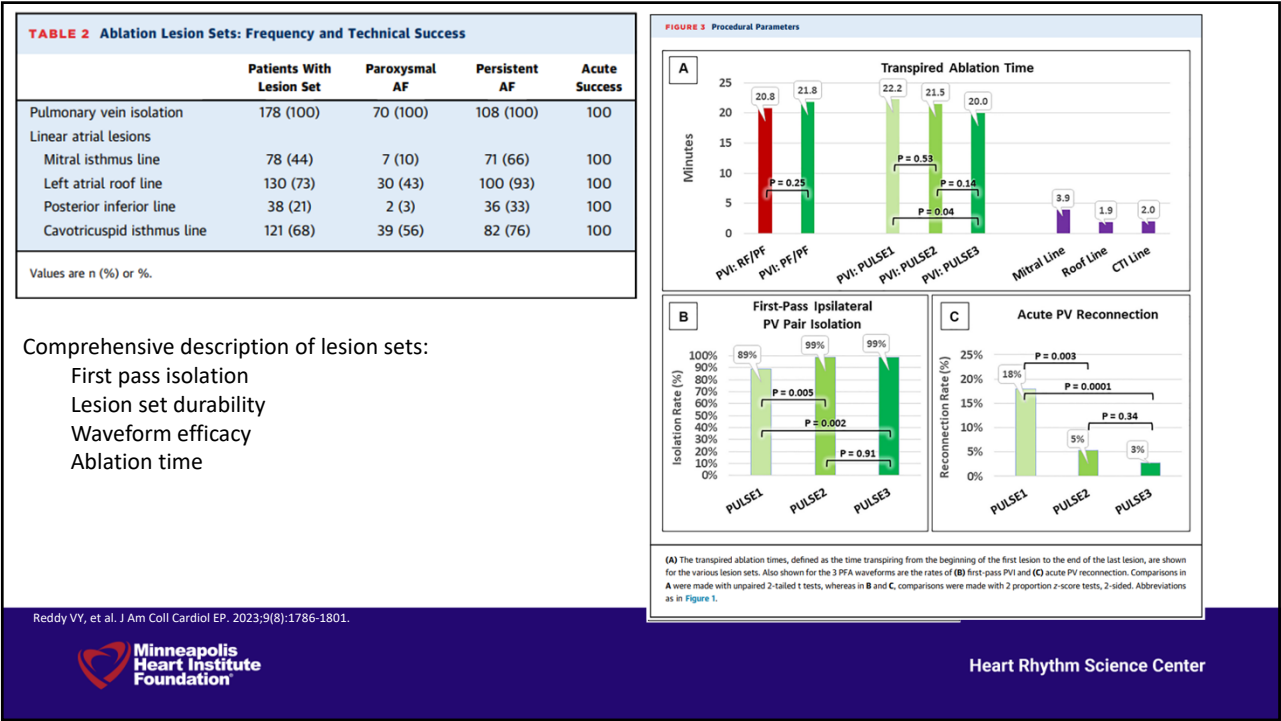 TABLE 2 Ablation Lesion Sets: Frequency and Technical Success
Patients With Lesion Set Paroxysmal AF Persistent AF Acute Success
Pulmonary vein isolation 178 (100) 70 (100) 108 (100) 100
Linear atrial lesions
Mitral isthmus line 78 (44) 7 (10) 71 (66) 100
Left atrial roof line 130 (73) 30 (43) 100 (93) 100
Posterior inferior line 38 (21) 2 (3) 36 (33) 100
Cavotricuspid isthmus line 121 (68) 39 (56) 82 (76) 100
Values are n (%) or %.
Comprehensive description of lesion sets:
First pass isolation
Lesion set durability
Waveform efficacy
Ablation time
FIGURE 3 Procedural Parameters
A
Transpired Ablation Time
Minutes
25
20
15
10
5
0
20.8
21.8
22.2
21.5
20.0
3.9
1.9
2.0
P = 0.25
P = 0.53
P = 0.14
P = 0.04
PVI: RF/PF
PVI: PF/PF
PVI: PULSE1
PVI: PULSE2
PVI: PULSE3
Mitral Line
Roof Line
CTI Line
B
First-Pass Ipsilateral
PV Pair Isolation
Isolation Rate (%)
100%
90%
80%
70%
60%
50%
40%
30%
20%
10%
0%
89%
99%
99%
P = 0.005
P = 0.002
P = 0.91
PULSE1
PULSE2
PULSE3
C
Acute PV Reconnection
Reconnection Rate (%)
25%
20%
15%
10%
5%
0%
18%
5%
3%
P = 0.003
P = 0.0001
P = 0.34
PULSE1
PULSE2
PULSE3
(A) The transpired ablation times, defined as the time transpiring from the beginning of the first lesion to the end of the last lesion, are shown
for the various lesion sets. Also shown for the 3 PFA waveforms are the rates of (B) first-pass PVI and (C) acute PV reconnection. Comparisons in
A were made with unpaired 2-tailed t tests, whereas in B and C, comparisons were made with 2 proportion z-score tests, 2-sided. Abbreviations
as in Figure 1.
Reddy VY, et al. J Am Coll Cardiol EP. 2023;9(8):1786-1801.
Minneapolis
Heart Institute
Foundation®
Heart Rhythm Science Center